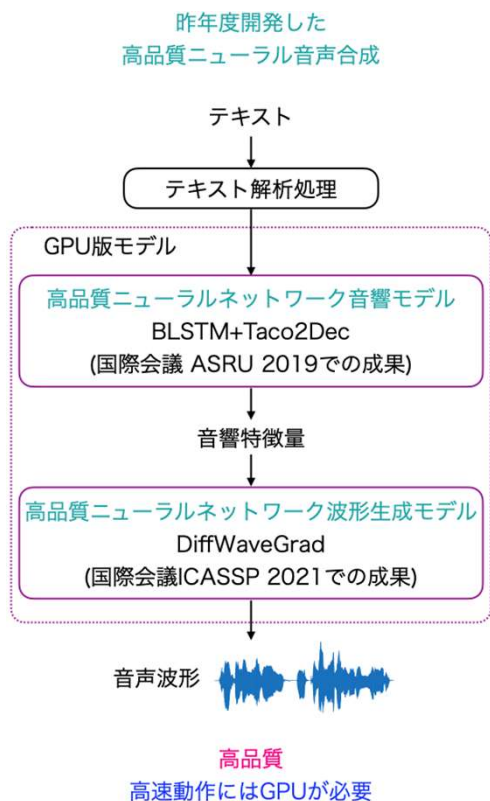 昨年度開発した
高品質ニューラル音声合成
テキスト
テキスト解析処理
GPU版モデル
高品質ニューラルネットワーク音響モデル
BLSTM+Taco2Dec
(国際会議 ASRU 2019での成果)
音響特徴量
高品質ニューラルネットワーク波形生成モデル
DiffWaveGrad
(国際会議ICASSP 2021での成果)
音声波形
高品質
高速動作にはGPUが必要